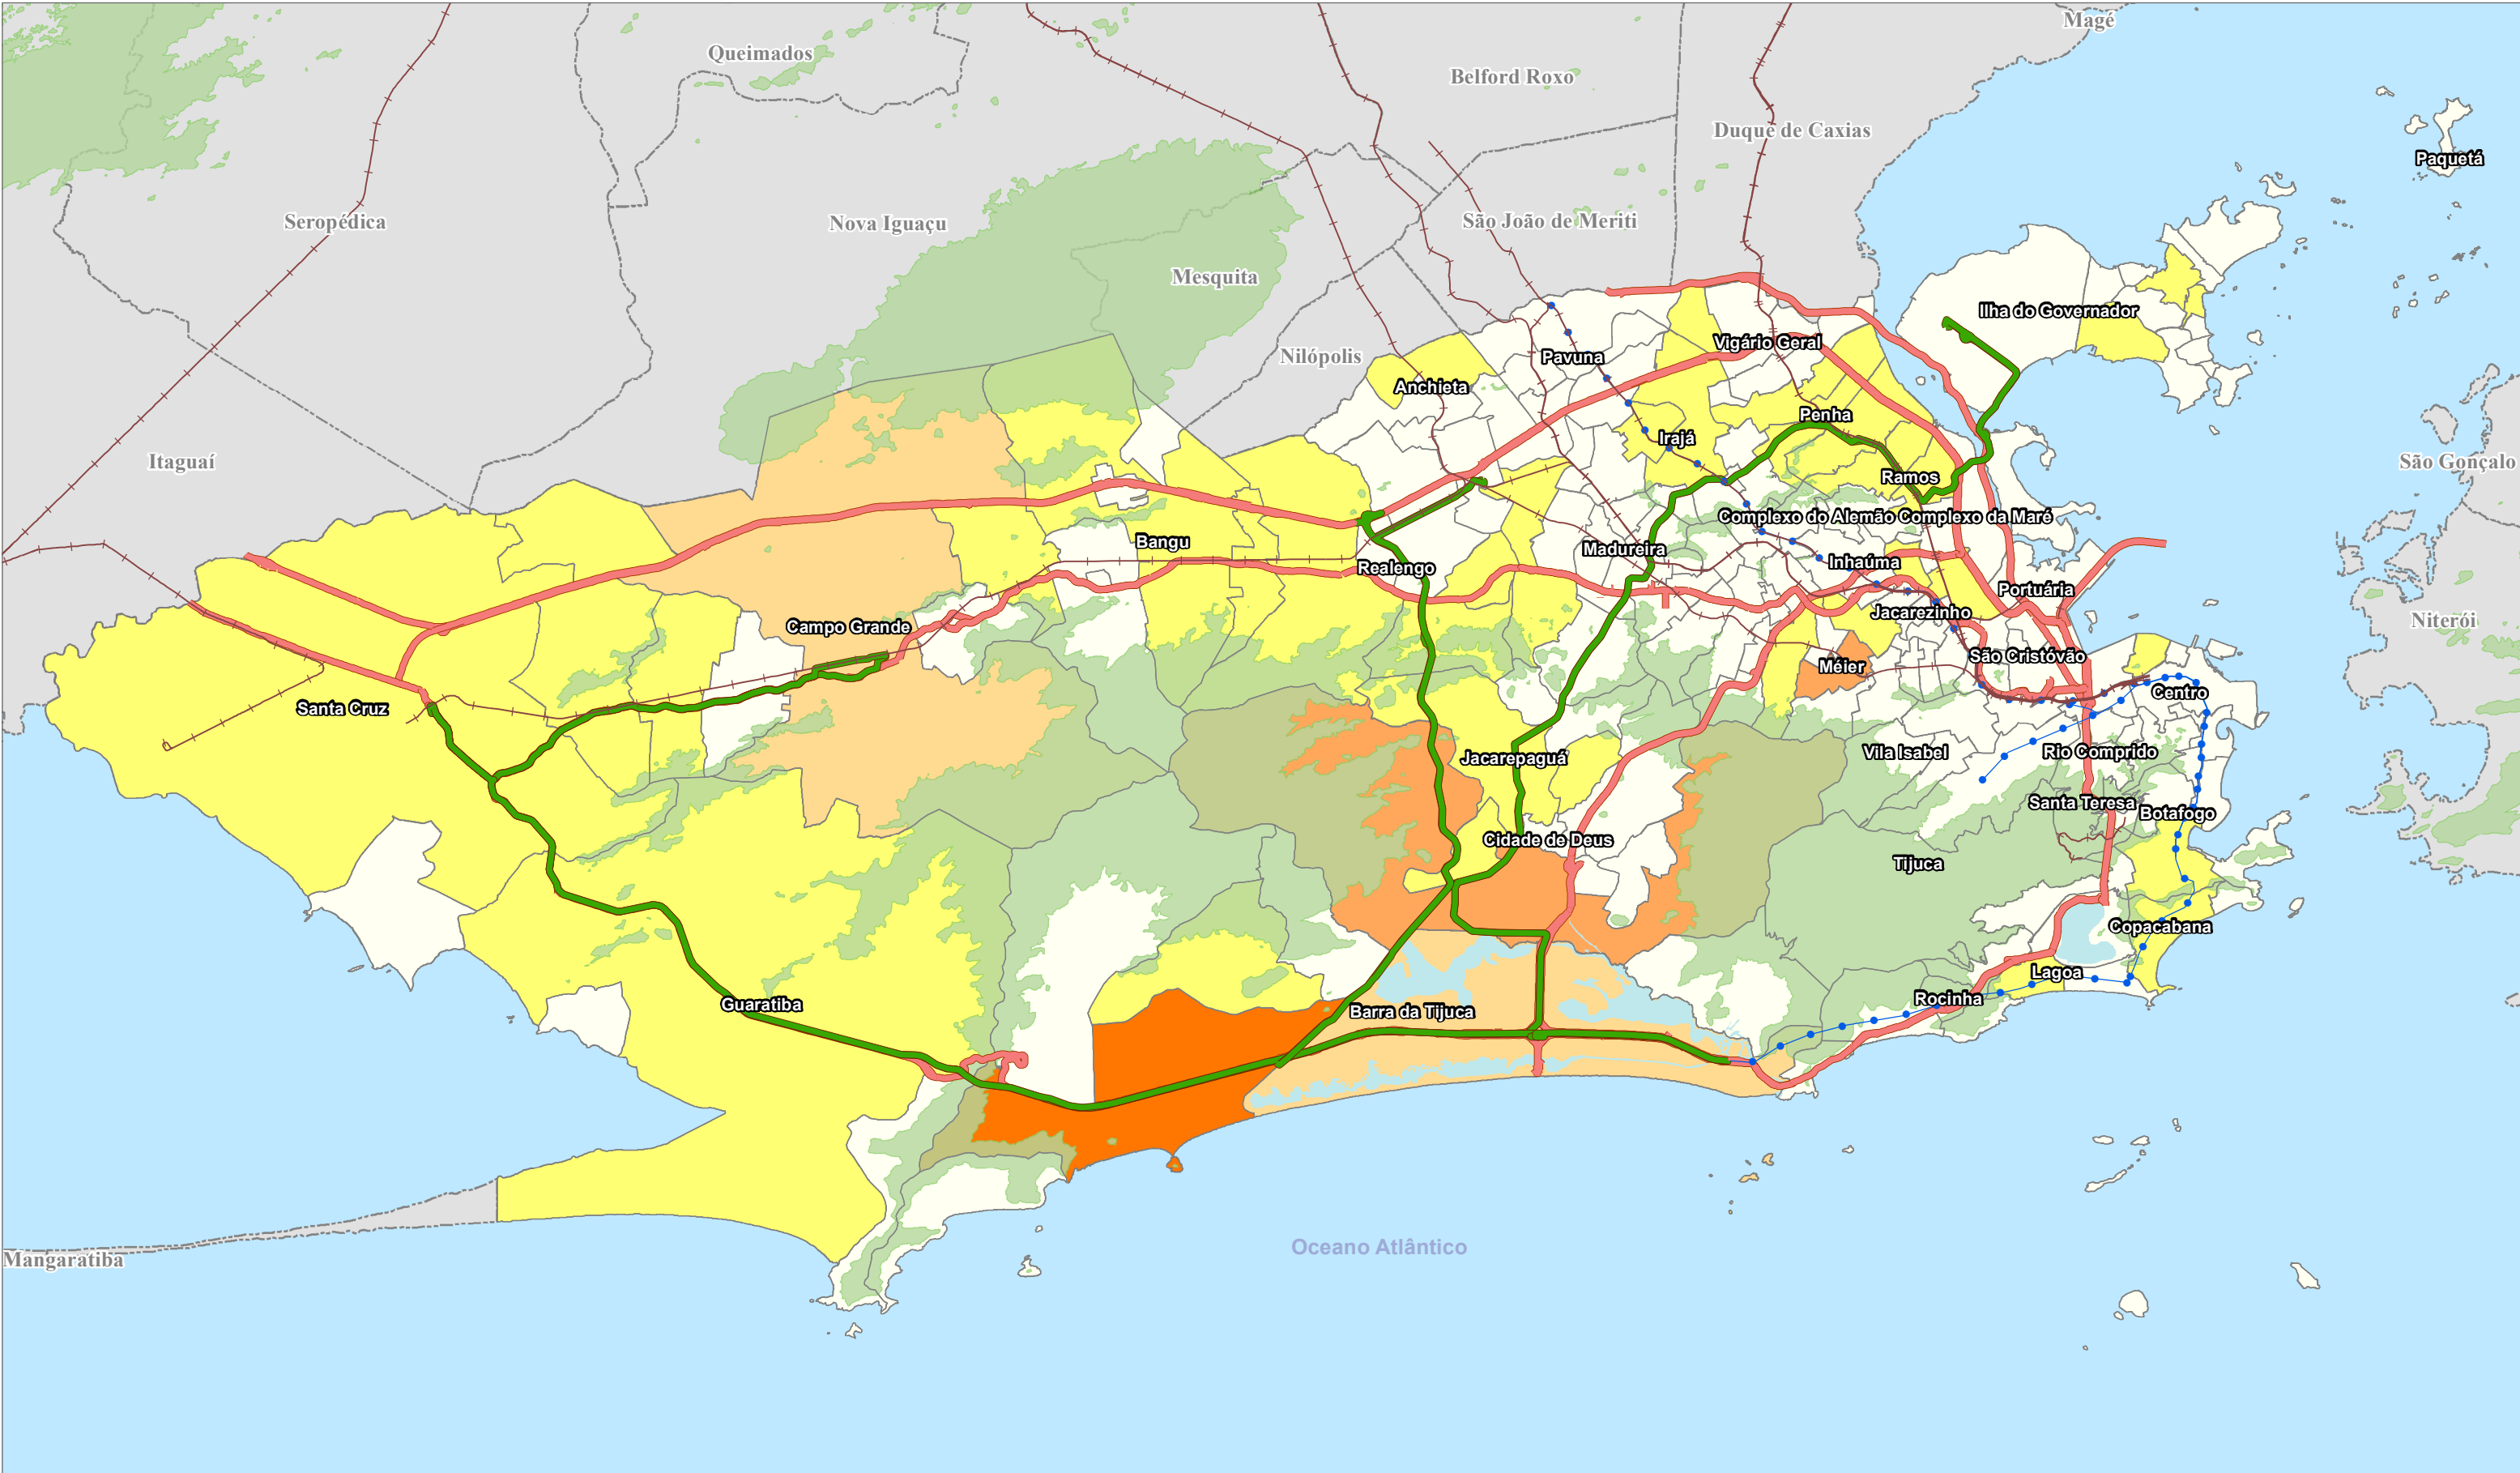 Magé
Queimados
Belford Roxo
Duque de Caxias
Paquetá
Seropédica
Nova Iguaçu
São João de Meriti
Mesquita
Ilha do Governador
Vigário Geral
Nilópolis
Pavuna
Anchieta
Penha
Irajá
Itaguaí
São Gonçalo
Ramos
Complexo do Alemão
Complexo da Maré
Bangu
Madureira
Realengo
Inhaúma
Portuária
Jacarezinho
Niterói
Campo Grande
São Cristóvão
Méier
Centro
Santa Cruz
Vila Isabel
Rio Comprido
Jacarepaguá
Santa Teresa
Botafogo
Cidade de Deus
Tijuca
Copacabana
Lagoa
Rocinha
Guaratiba
Barra da Tijuca
Oceano Atlântico
Mangaratiba